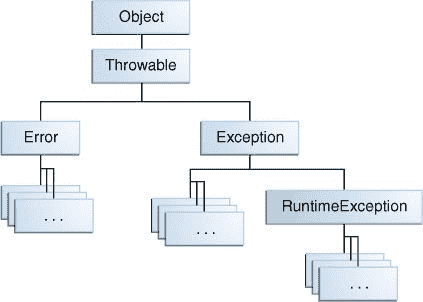 Object
Throwable
Error
Exception
...
...
RuntimeException
...